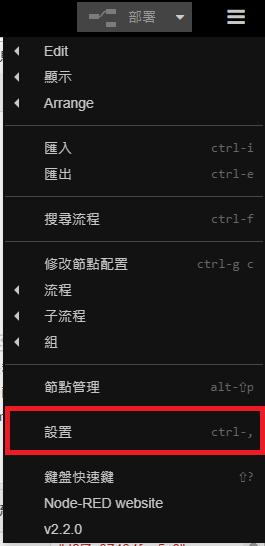 部署
Edit
顯示
Arrange
匯入 ctrl-i
匯出 ctrl-e
搜尋流程 ctrl-f
修改節點配置 ctrl-g c
流程
子流程
組
節點管理 alt-⇧p
設置 ctrl-,
鍵盤快速鍵 ⇧?
Node-RED website
v2.2.0